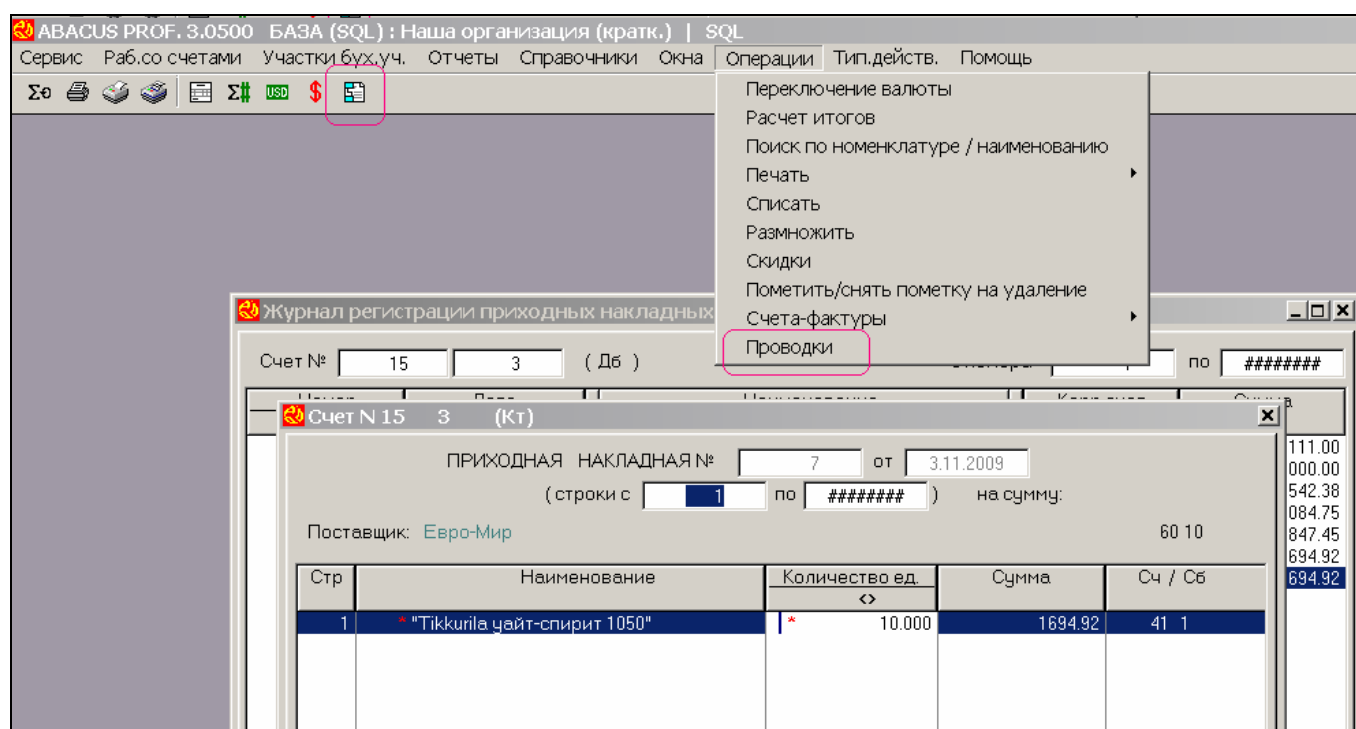 ABACUS PROF. 3.0500 БАЗА (SQL) : Наша организация (кратк.) | SQL
Сервис Раб.со счетами Участки бух.уч. Отчеты Справочники Окна Операции Тип.действ. Помощь
USD $
Переключение валюты
Расчет итогов
Поиск по номенклатуре / наименованию
Печать
Списать
Размножить
Скидки
Пометить/снять пометку на удаление
Счета-фактуры
Проводки
Журнал регистрации приходных накладных
Счет № 15 3 ( Дб ) по ########
Счет N 15 3 (Кт)
ПРИХОДНАЯ НАКЛАДНАЯ № 7 от 3.11.2009
(строки с 1 по ######## ) на сумму:
Поставщик: Евро-Мир 60 10
Стр Наименование Количество ед. Сумма Сч / Сб
<>
1 * "Tikkurila уайт-спирит 1050" * 10.000 1694.92 41 1
111.00
000.00
542.38
084.75
847.45
694.92
694.92